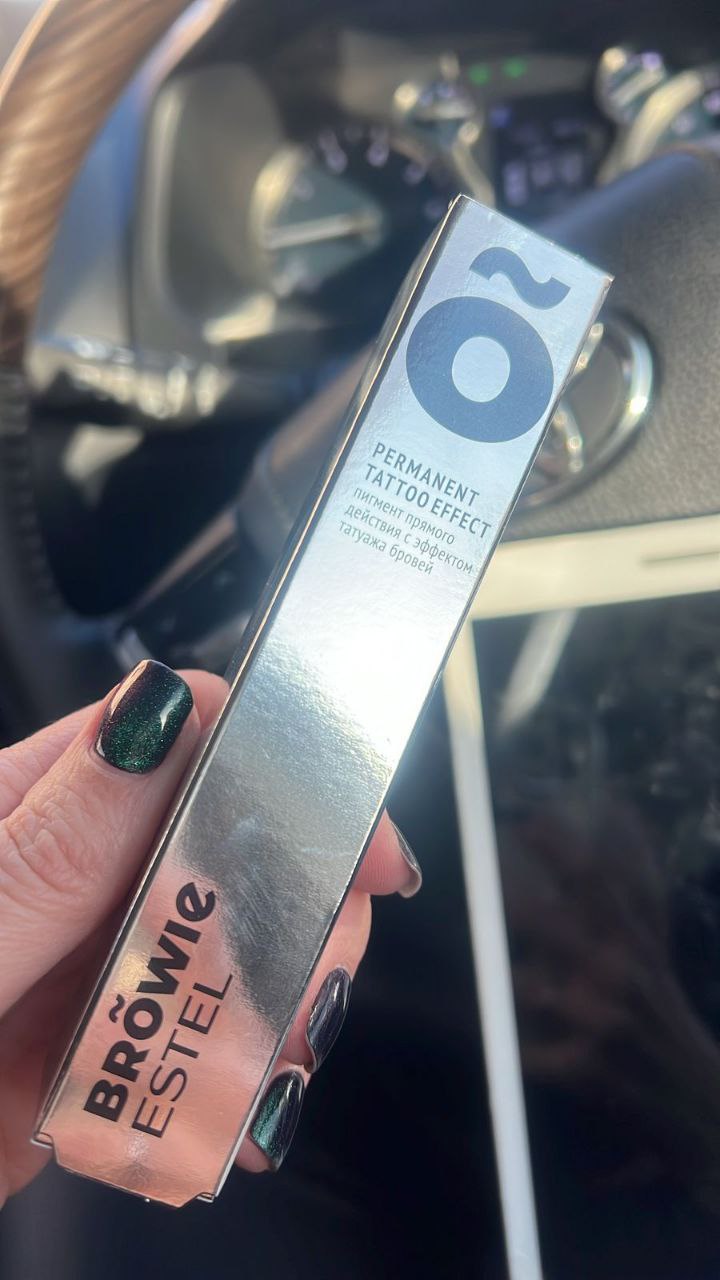 Õ
PERMANENT
TATTOO EFFECT
пигмент прямого
действия с эффектом
татуажа бровей
BRÕWIE
ESTEL